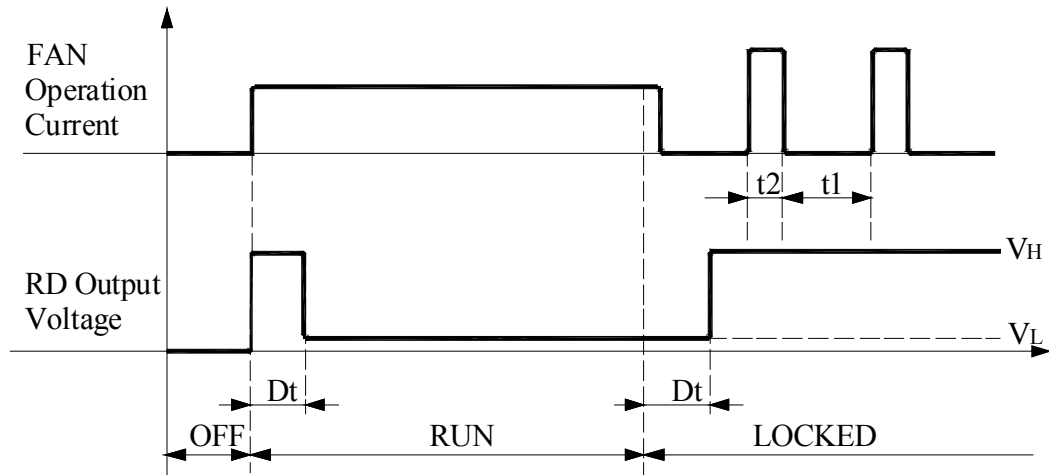 FAN
Operation
Current
t2
t1
VH
RD Output
Voltage
VL
Dt
Dt
OFF
RUN
LOCKED